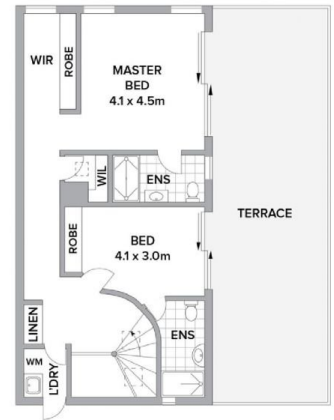 WIR
ROBE
MASTER
BED
4.1 x 4.5m
WIL
ENS
TERRACE
ROBE
BED
4.1 x 3.0m
LINEN
ENS
WM
L'DRY